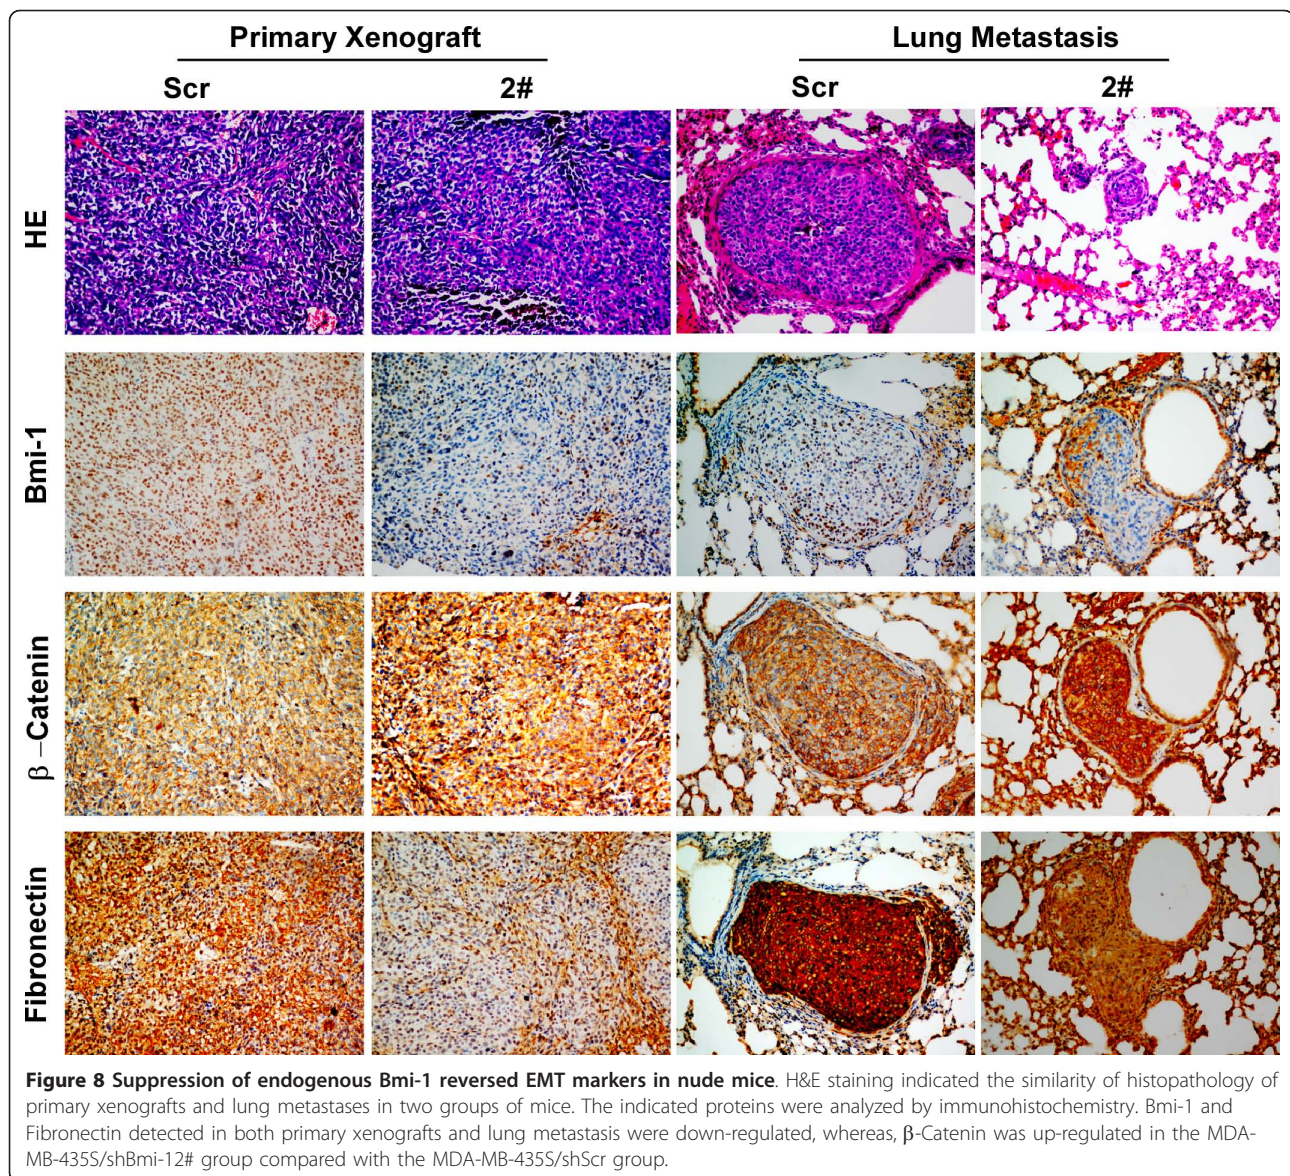 Primary Xenograft
Lung Metastasis
Scr
2#
Scr
2#
HE
Bmi-1
β –Catenin
Fibronectin
Figure 8 Suppression of endogenous Bmi-1 reversed EMT markers in nude mice. H&E staining indicated the similarity of histopathology of
primary xenografts and lung metastases in two groups of mice. The indicated proteins were analyzed by immunohistochemistry. Bmi-1 and
Fibronectin detected in both primary xenografts and lung metastasis were down-regulated, whereas, β-Catenin was up-regulated in the MDA-
MB-435S/shBmi-12# group compared with the MDA-MB-435S/shScr group.